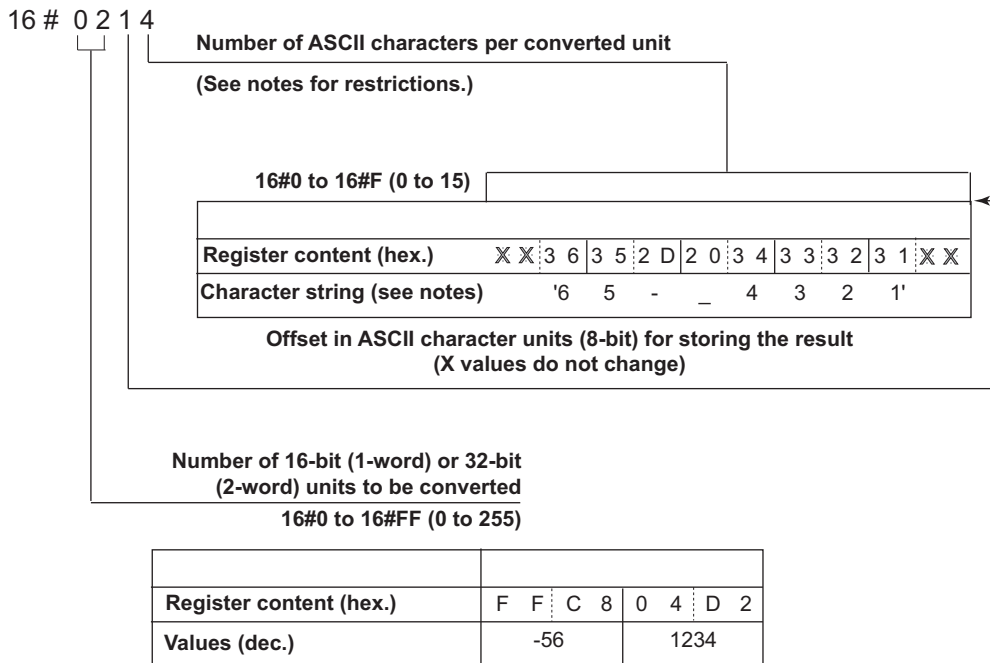 16 # 0 2 1 4
Number of ASCII characters per converted unit
(See notes for restrictions.)
16#0 to 16#F (0 to 15)
Register content (hex.) X X 3 6 3 5 2 D 2 0 3 4 3 3 3 2 3 1 X X
Character string (see notes) '6 5 - _ 4 3 2 1'
Offset in ASCII character units (8-bit) for storing the result
(X values do not change)
Number of 16-bit (1-word) or 32-bit
(2-word) units to be converted
16#0 to 16#FF (0 to 255)
Register content (hex.) F F C 8 0 4 D 2
Values (dec.) -56 1234